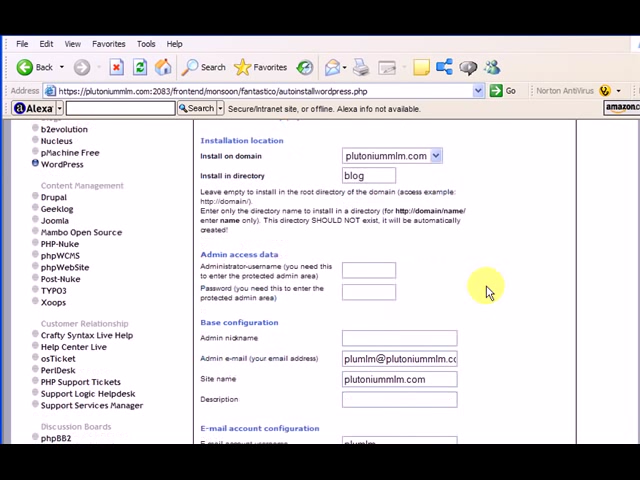 File Edit View Favorites Tools Help
Back Search Favorites
Address https://plutoniummlm.com:2083/frontend/monsoon/fantastico/autoinstallwordpress.php Go Norton AntiVirus
Alexa Search Secure/Intranet site, or offline. Alexa info not available. amazon.c
b2evolution
Nucleus
pMachine Free
WordPress
Content Management
Drupal
Geeklog
Joomla
Mambo Open Source
PHP-Nuke
phpWCMS
phpWebSite
Post-Nuke
TYPO3
Xoops
Customer Relationship
Crafty Syntax Live Help
Help Center Live
osTicket
PerlDesk
PHP Support Tickets
Support Logic Helpdesk
Support Services Manager
Discussion Boards
phpBB2
Installation location
Install on domain plutoniummlm.com
Install in directory blog
Leave empty to install in the root directory of the domain (access example:
http://domain/).
Enter only the directory name to install in a directory (for http://domain/name/
enter name only). This directory SHOULD NOT exist, it will be automatically
created!
Admin access data
Administrator-username (you need this
to enter the protected admin area)
Password (you need this to enter the
protected admin area)
Base configuration
Admin nickname
Admin e-mail (your email address) plumlm@plutoniummlm.cc
Site name plutoniummlm.com
Description
E-mail account configuration
E-mail account username plumlm